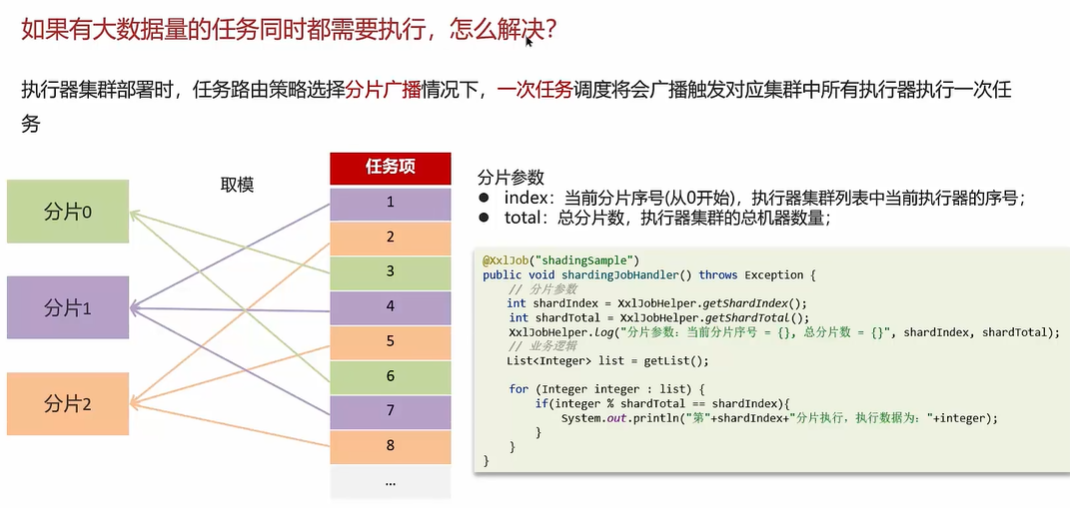 如果有大数据量的任务同时都需要执行，怎么解决?
执行器集群部署时，任务路由策略选择分片广播情况下，一次任务调度将会广播触发对应集群中所有执行器执行一次任
务
取模
分片0
分片1
分片2
任务项
1
2
3
4
5
6
7
8
...
分片参数
● index：当前分片序号(从0开始)，执行器集群列表中当前执行器的序号；
● total：总分片数，执行器集群的总机器数量；
@XxlJob("shadingSample")
public void shardingJobHandler() throws Exception {
// 分片参数
int shardIndex = XxlJobHelper.getShardIndex();
int shardTotal = XxlJobHelper.getShardTotal();
XxlJobHelper.log("分片参数：当前分片序号 = {}, 总分片数 = {}", shardIndex, shardTotal);
// 业务逻辑
List<Integer> list = getList();
for (Integer integer : list) {
if(integer % shardTotal == shardIndex){
System.out.println("第"+shardIndex+"分片执行，执行数据为："+integer);
}
}
}